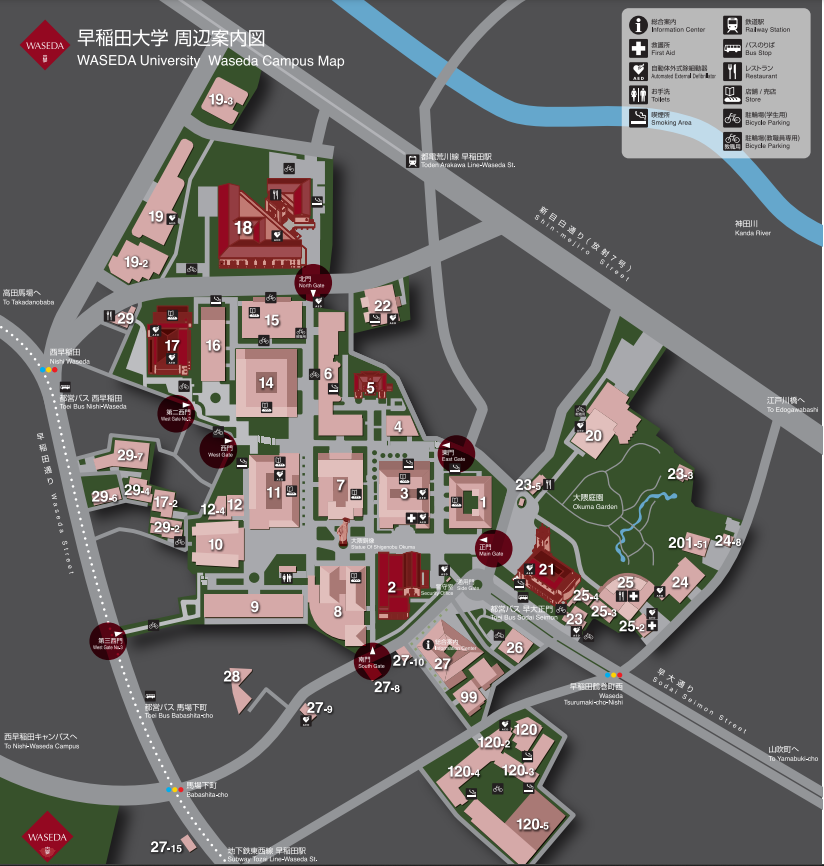 WASEDA
早稲田大学 周辺案内図
WASEDA University Waseda Campus Map
総合案内
Information Center
救護所
First Aid
自動体外式除細動器
Automated External Defibrillator
お手洗
Toilets
喫煙所
Smoking Area
鉄道駅
Railway Station
バスのりば
Bus Stop
レストラン
Restaurant
店舗 / 売店
Store
駐輪場(学生用)
Bicycle Parking
駐輪場(教職員専用)
Bicycle Parking
AED
教職員用
19-3
都電荒川線 早稲田駅
Toden Arakawa Line-Waseda St.
新目白通り(放射7号)
Shin-mejiro Street
神田川
Kanda River
19
18
19-2
北門
North Gate
高田馬場へ
To Takadanobaba
29
17
16
15
22
西早稲田
Nishi Waseda
都営バス 西早稲田
Toei Bus Nishi-Waseda
14
6
5
4
第二西門
West Gate No.2
西門
West Gate
東門
East Gate
江戸川橋へ
To Edogawabashi
20
早稲田通り Waseda Street
29-7
29-6
29-4
17-2
29-2
12-4
12
11
7
3
1
23-5
23-3
大隈庭園
Okuma Garden
10
大隈銅像
Statue Of Shigenobu Okuma
正門
Main Gate
201-51
24-8
21
24
25
25-4
25-3
25-2
23
9
8
2
Security Office
通用門
Side Gate
都営バス 早大正門
Toei Bus Sodai Seimon
第三西門
West Gate No.3
南門
South Gate
総合案内
Information Center
27-10
27
26
27-8
99
28
27-9
早稲田鶴巻町西
Waseda
Tsurumaki-cho-Nishi
早大通り
Sodai Seimon Street
都営バス 馬場下町
Toei Bus Babashita-cho
西早稲田キャンパスへ
To Nishi-Waseda Campus
山吹町へ
To Yamabuki-cho
120
120-2
120-3
120-4
120-5
馬場下町
Babashita-cho
WASEDA
27-15
地下鉄東西線 早稲田駅
Subway Tozai Line-Waseda St.